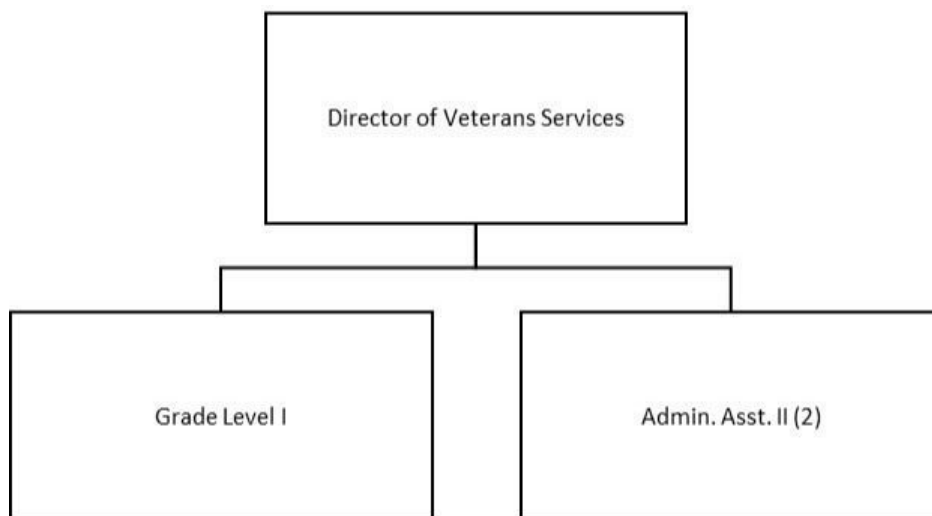 Director of Veterans Services
Grade Level I
Admin. Asst. II (2)